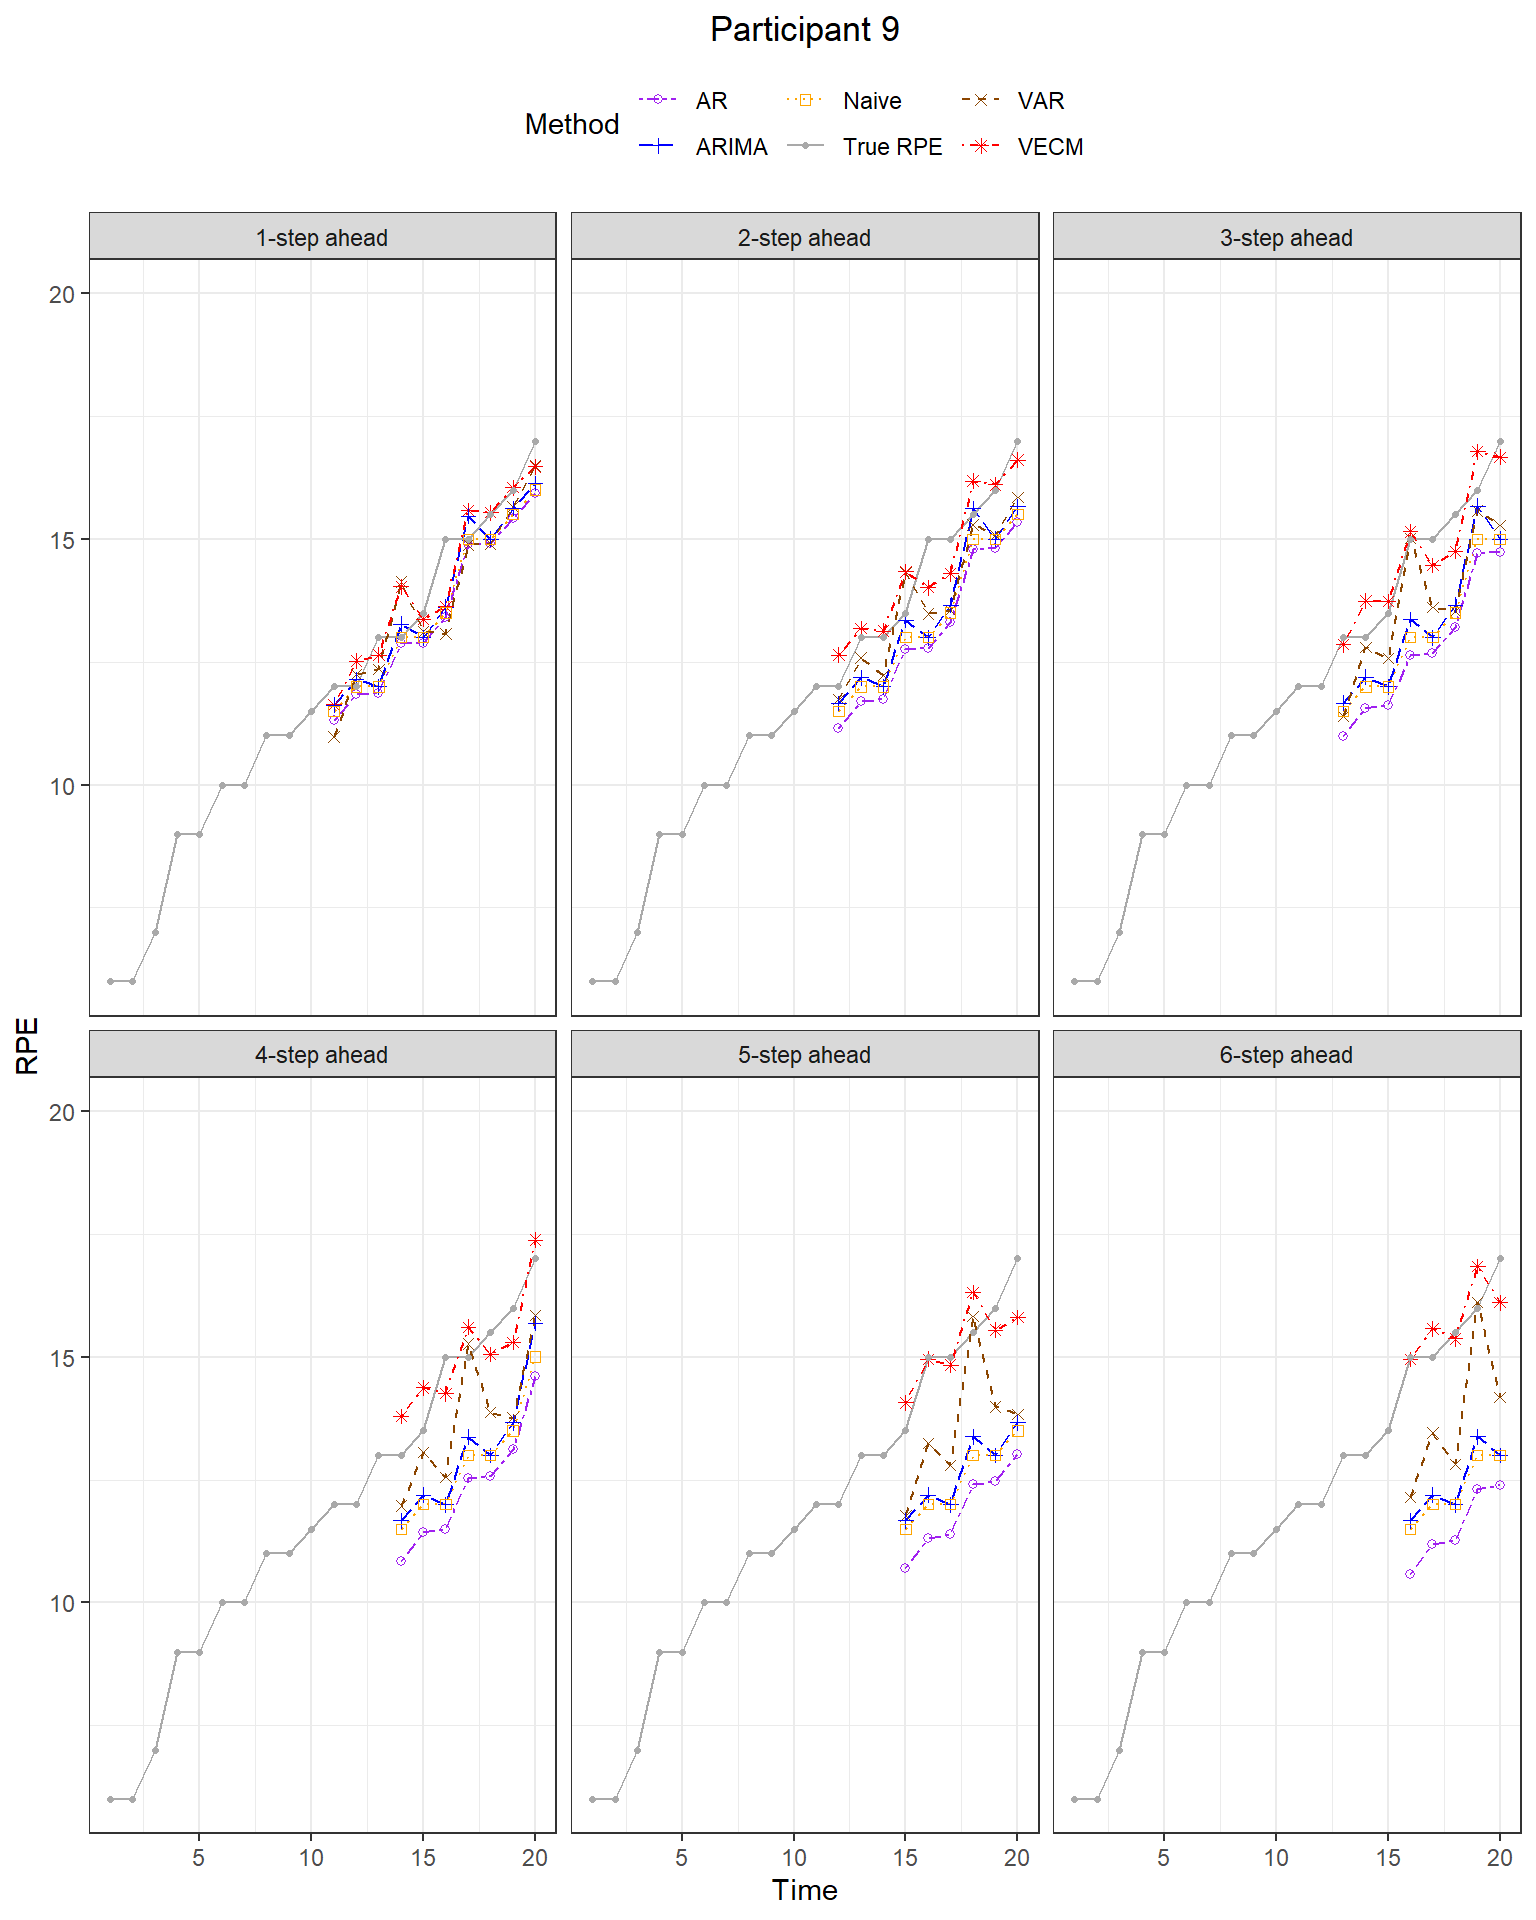 Participant 9
Method
AR
Naive
VAR
ARIMA
True RPE
VECM
1-step ahead
2-step ahead
3-step ahead
20
15
10
RPE
4-step ahead
5-step ahead
6-step ahead
20
15
10
5 10 15 20
5 10 15 20
5 10 15 20
Time